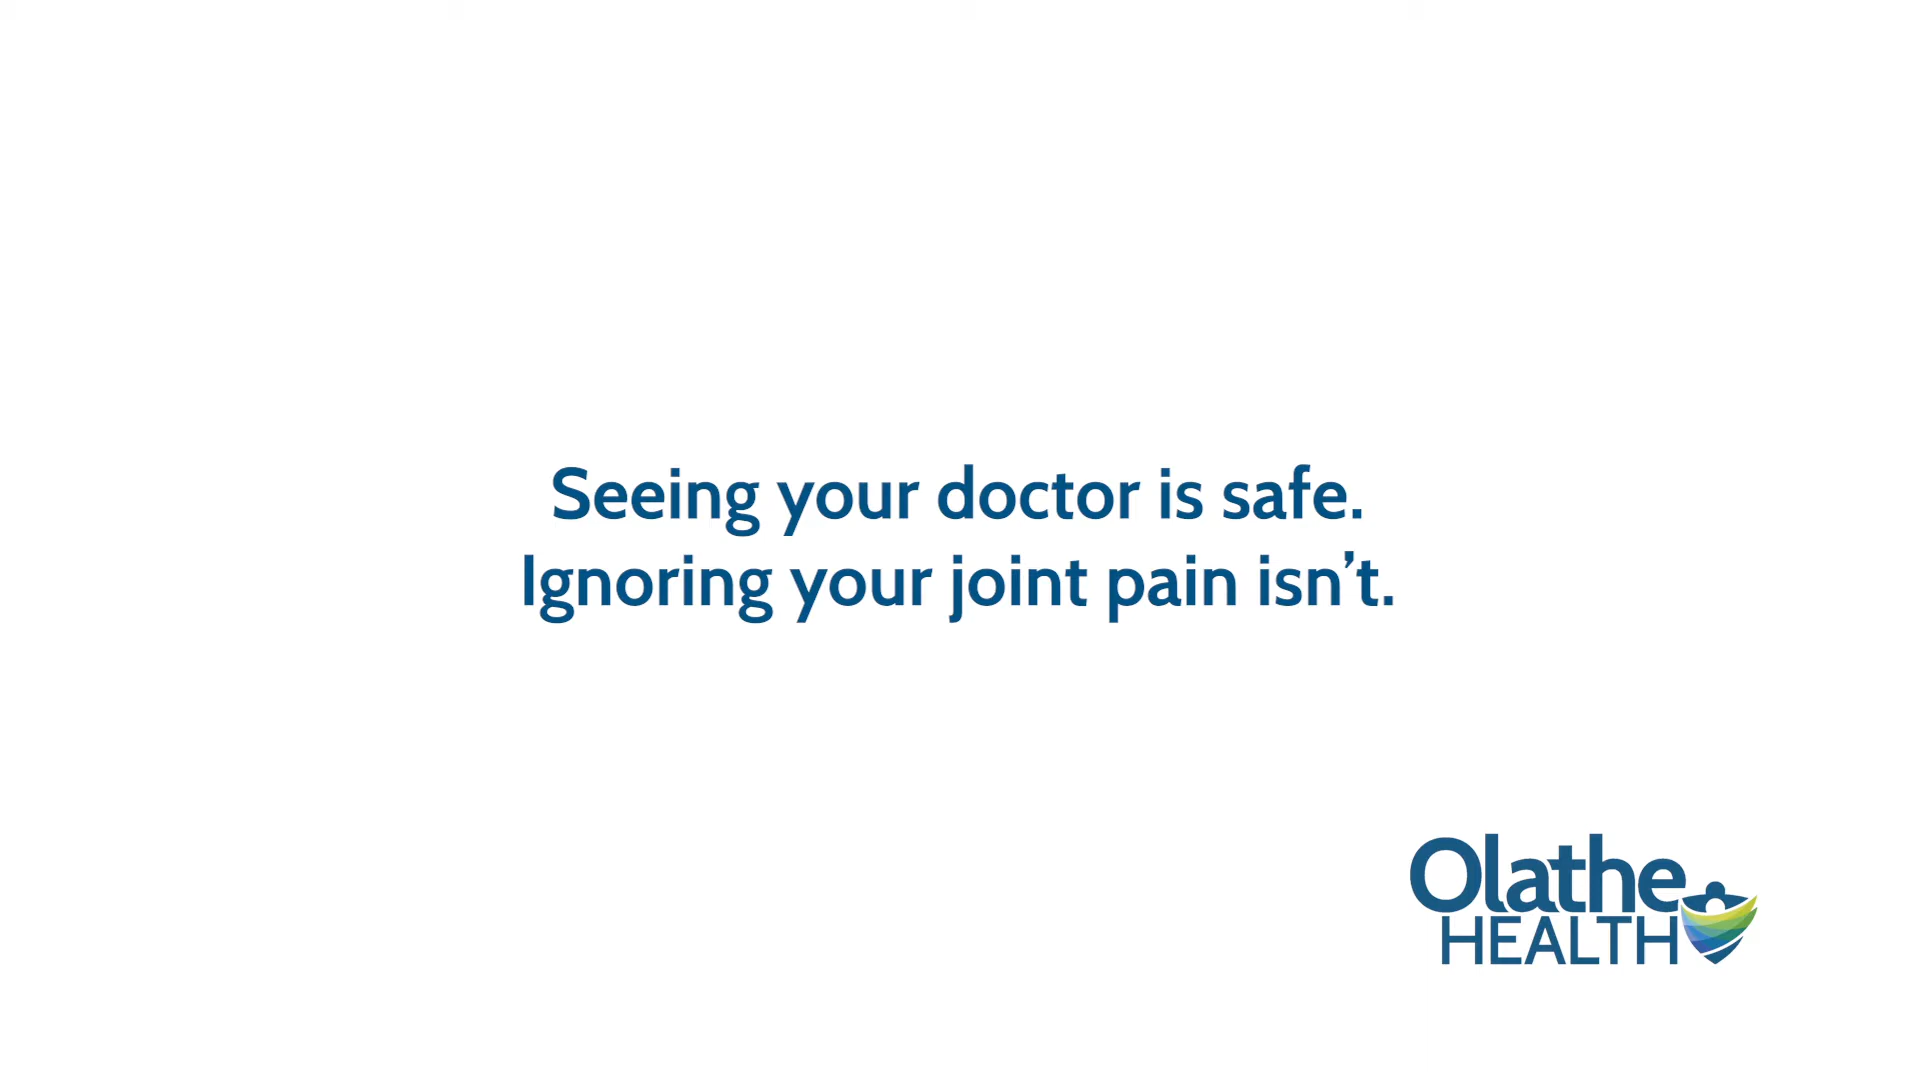 Seeing your doctor is safe.
Ignoring your joint pain isn’t.
Olathe
HEALTH